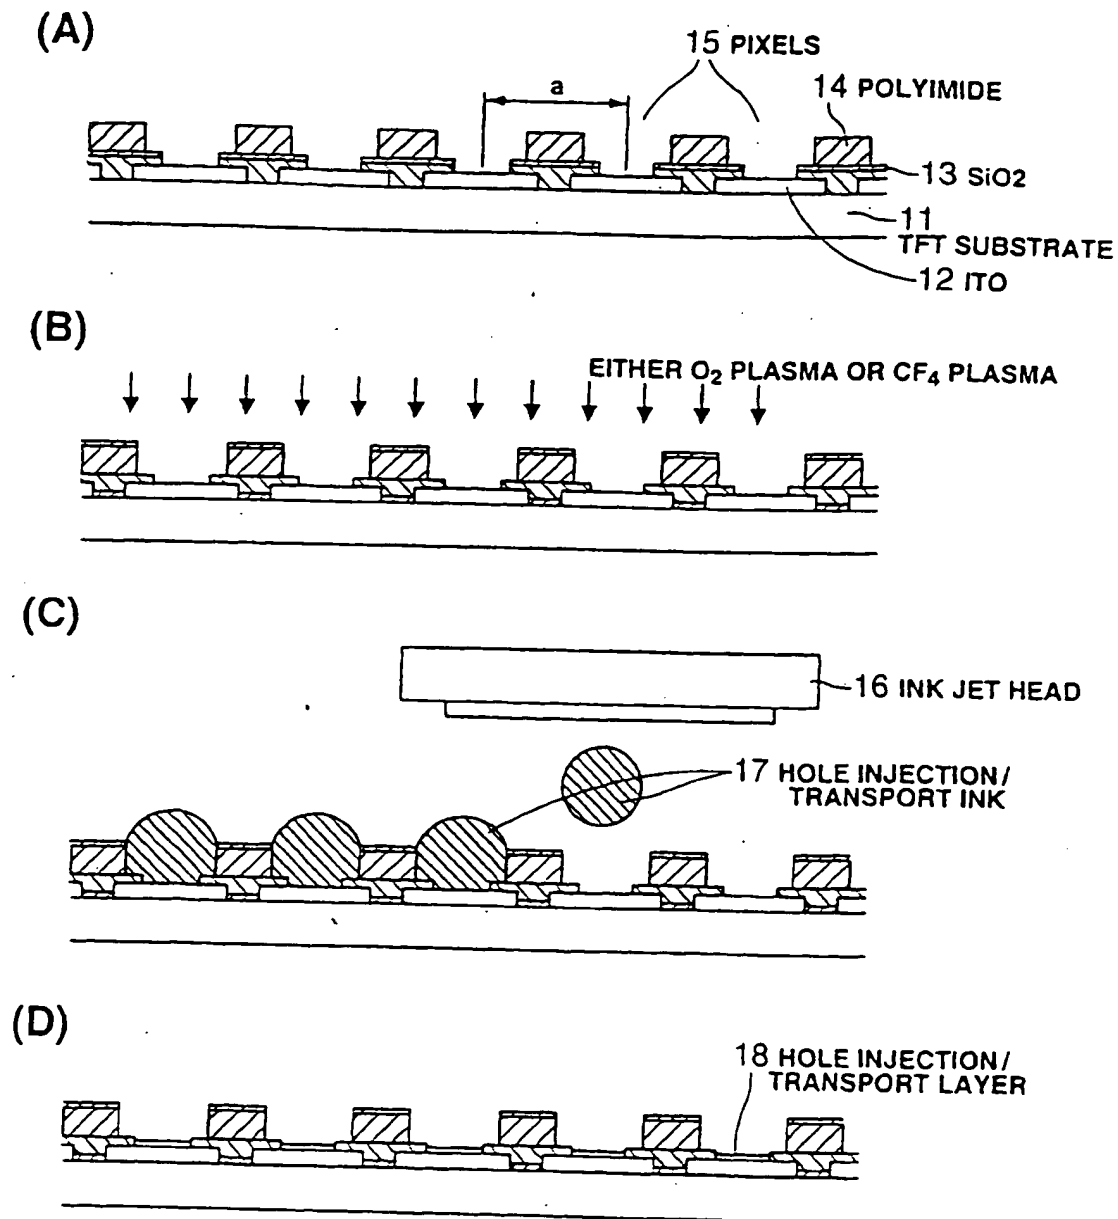 (A)
15 PIXELS
a
14 POLYIMIDE
13 SiO2
11
TFT SUBSTRATE
12 ITO
(B)
EITHER O₂ PLASMA OR CF₄ PLASMA
(C)
16 INK JET HEAD
17 HOLE INJECTION/
TRANSPORT INK
(D)
18 HOLE INJECTION/
TRANSPORT LAYER